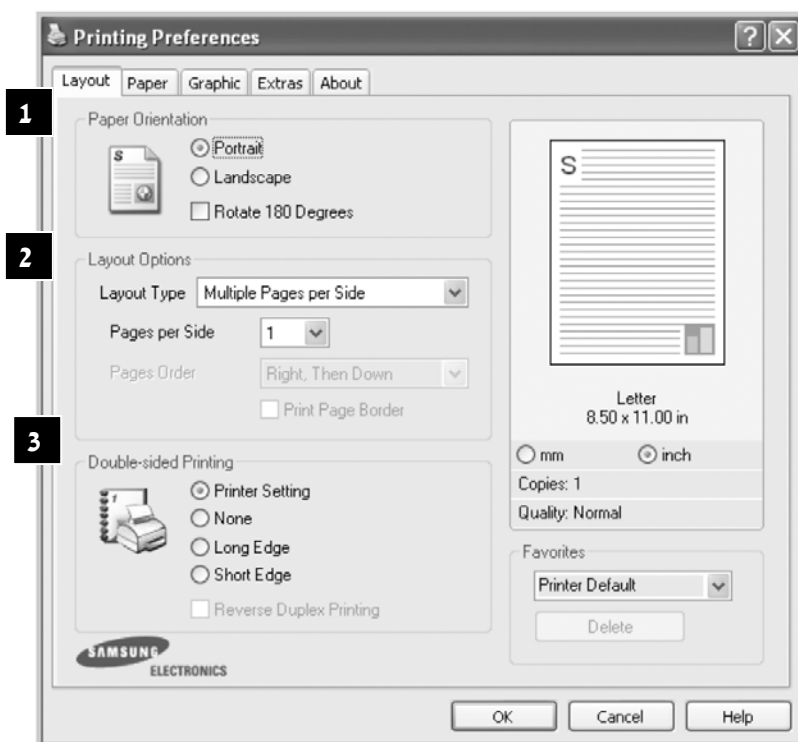 Printing Preferences
Layout Paper Graphic Extras About
1
Paper Orientation
S
Portrait
Landscape
Rotate 180 Degrees
2
Layout Options
Layout Type Multiple Pages per Side
Pages per Side 1
Pages Order Right, Then Down
Print Page Border
3
Double-sided Printing
1
Printer Setting
None
Long Edge
Short Edge
Reverse Duplex Printing
SAMSUNG
ELECTRONICS
S
Letter
8.50 x 11.00 in
mm inch
Copies: 1
Quality: Normal
Favorites
Printer Default
Delete
OK Cancel Help